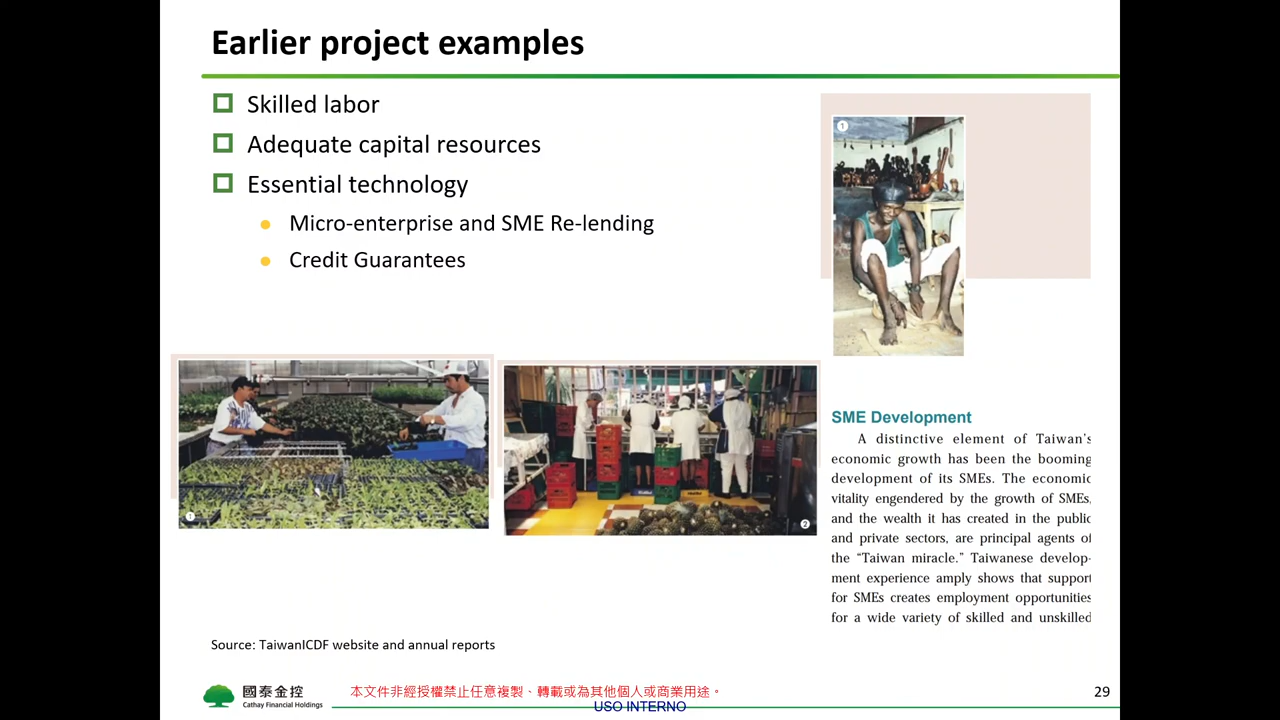 Earlier project examples
Skilled labor
Adequate capital resources
Essential technology
Micro-enterprise and SME Re-lending
Credit Guarantees
1
1
2
SME Development
A distinctive element of Taiwan's
economic growth has been the booming
development of its SMEs. The economic
vitality engendered by the growth of SMEs,
and the wealth it has created in the public
and private sectors, are principal agents of
the “Taiwan miracle.” Taiwanese develop-
ment experience amply shows that support
for SMEs creates employment opportunities
for a wide variety of skilled and unskilled
Source: TaiwanICDF website and annual reports
國泰金控
Cathay Financial Holdings
本文件非經授權禁止任意複製、轉載或為其他個人或商業用途。
USO INTERNO
29